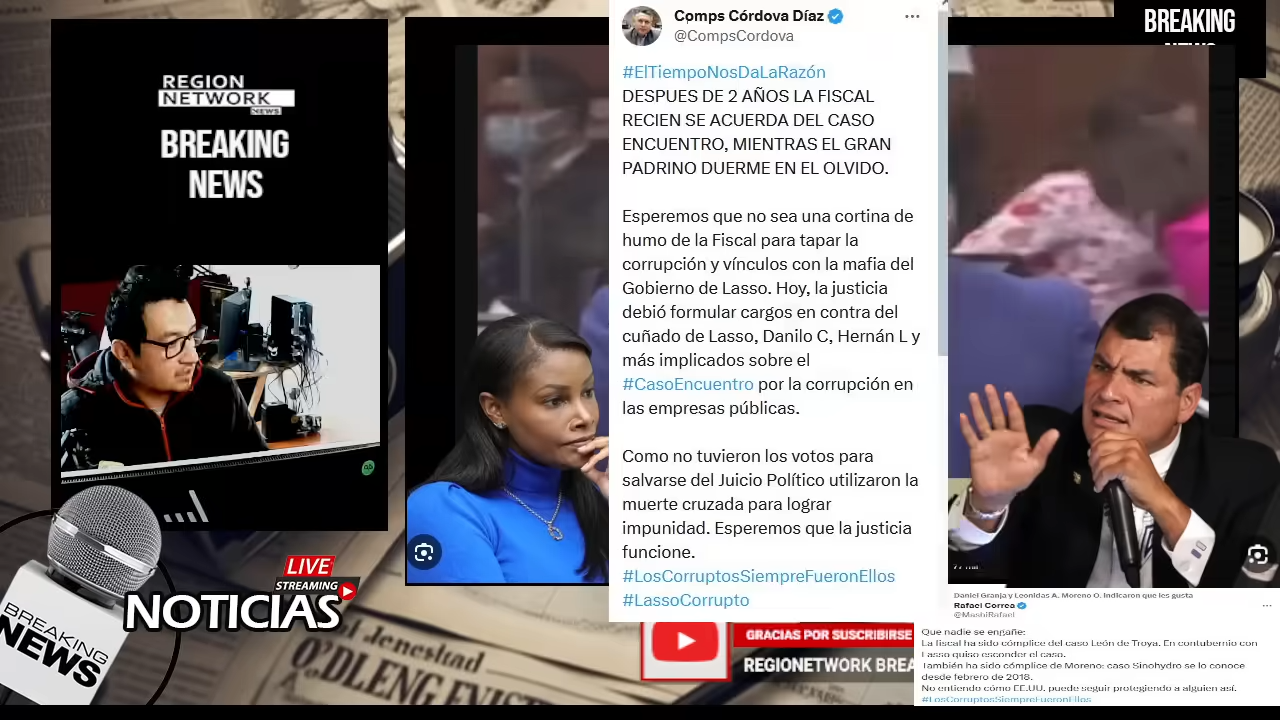 REGION
NETWORK
NEWS
BREAKING
NEWS
BREAKING
Comps Córdova Díaz
@CompsCordova
#ElTiempoNosDaLaRazón
DESPUES DE 2 AÑOS LA FISCAL
RECIEN SE ACUERDA DEL CASO
ENCUENTRO, MIENTRAS EL GRAN
PADRINO DUERME EN EL OLVIDO.
Esperemos que no sea una cortina de
humo de la Fiscal para tapar la
corrupción y vínculos con la mafia del
Gobierno de Lasso. Hoy, la justicia
debió formular cargos en contra del
cuñado de Lasso, Danilo C, Hernán L y
más implicados sobre el
#CasoEncuentro por la corrupción en
las empresas públicas.
Como no tuvieron los votos para
salvarse del Juicio Político utilizaron la
muerte cruzada para lograr
impunidad. Esperemos que la justicia
funcione.
#LosCorruptosSiempreFueronEllos
#LassoCorrupto
LIVE
STREAMING
NOTICIAS
BREAKING
NEWS
GRACIAS POR SUSCRIBIRSE
REGIONETWORK BREA
Daniel Granja y Leonidas A. Moreno O. indicaron que les gusta
Rafael Correa
@MashiRafael
Que nadie se engañe:
La fiscal ha sido cómplice del caso León de Troya. En contubernio con
Lasso quiso esconder el caso.
También ha sido cómplice de Moreno: caso Sinohydro se lo conoce
desde febrero de 2018.
No entiendo cómo EE.UU. puede seguir protegiendo a alguien así.
#LosCorruptosSiempreFueronEllos